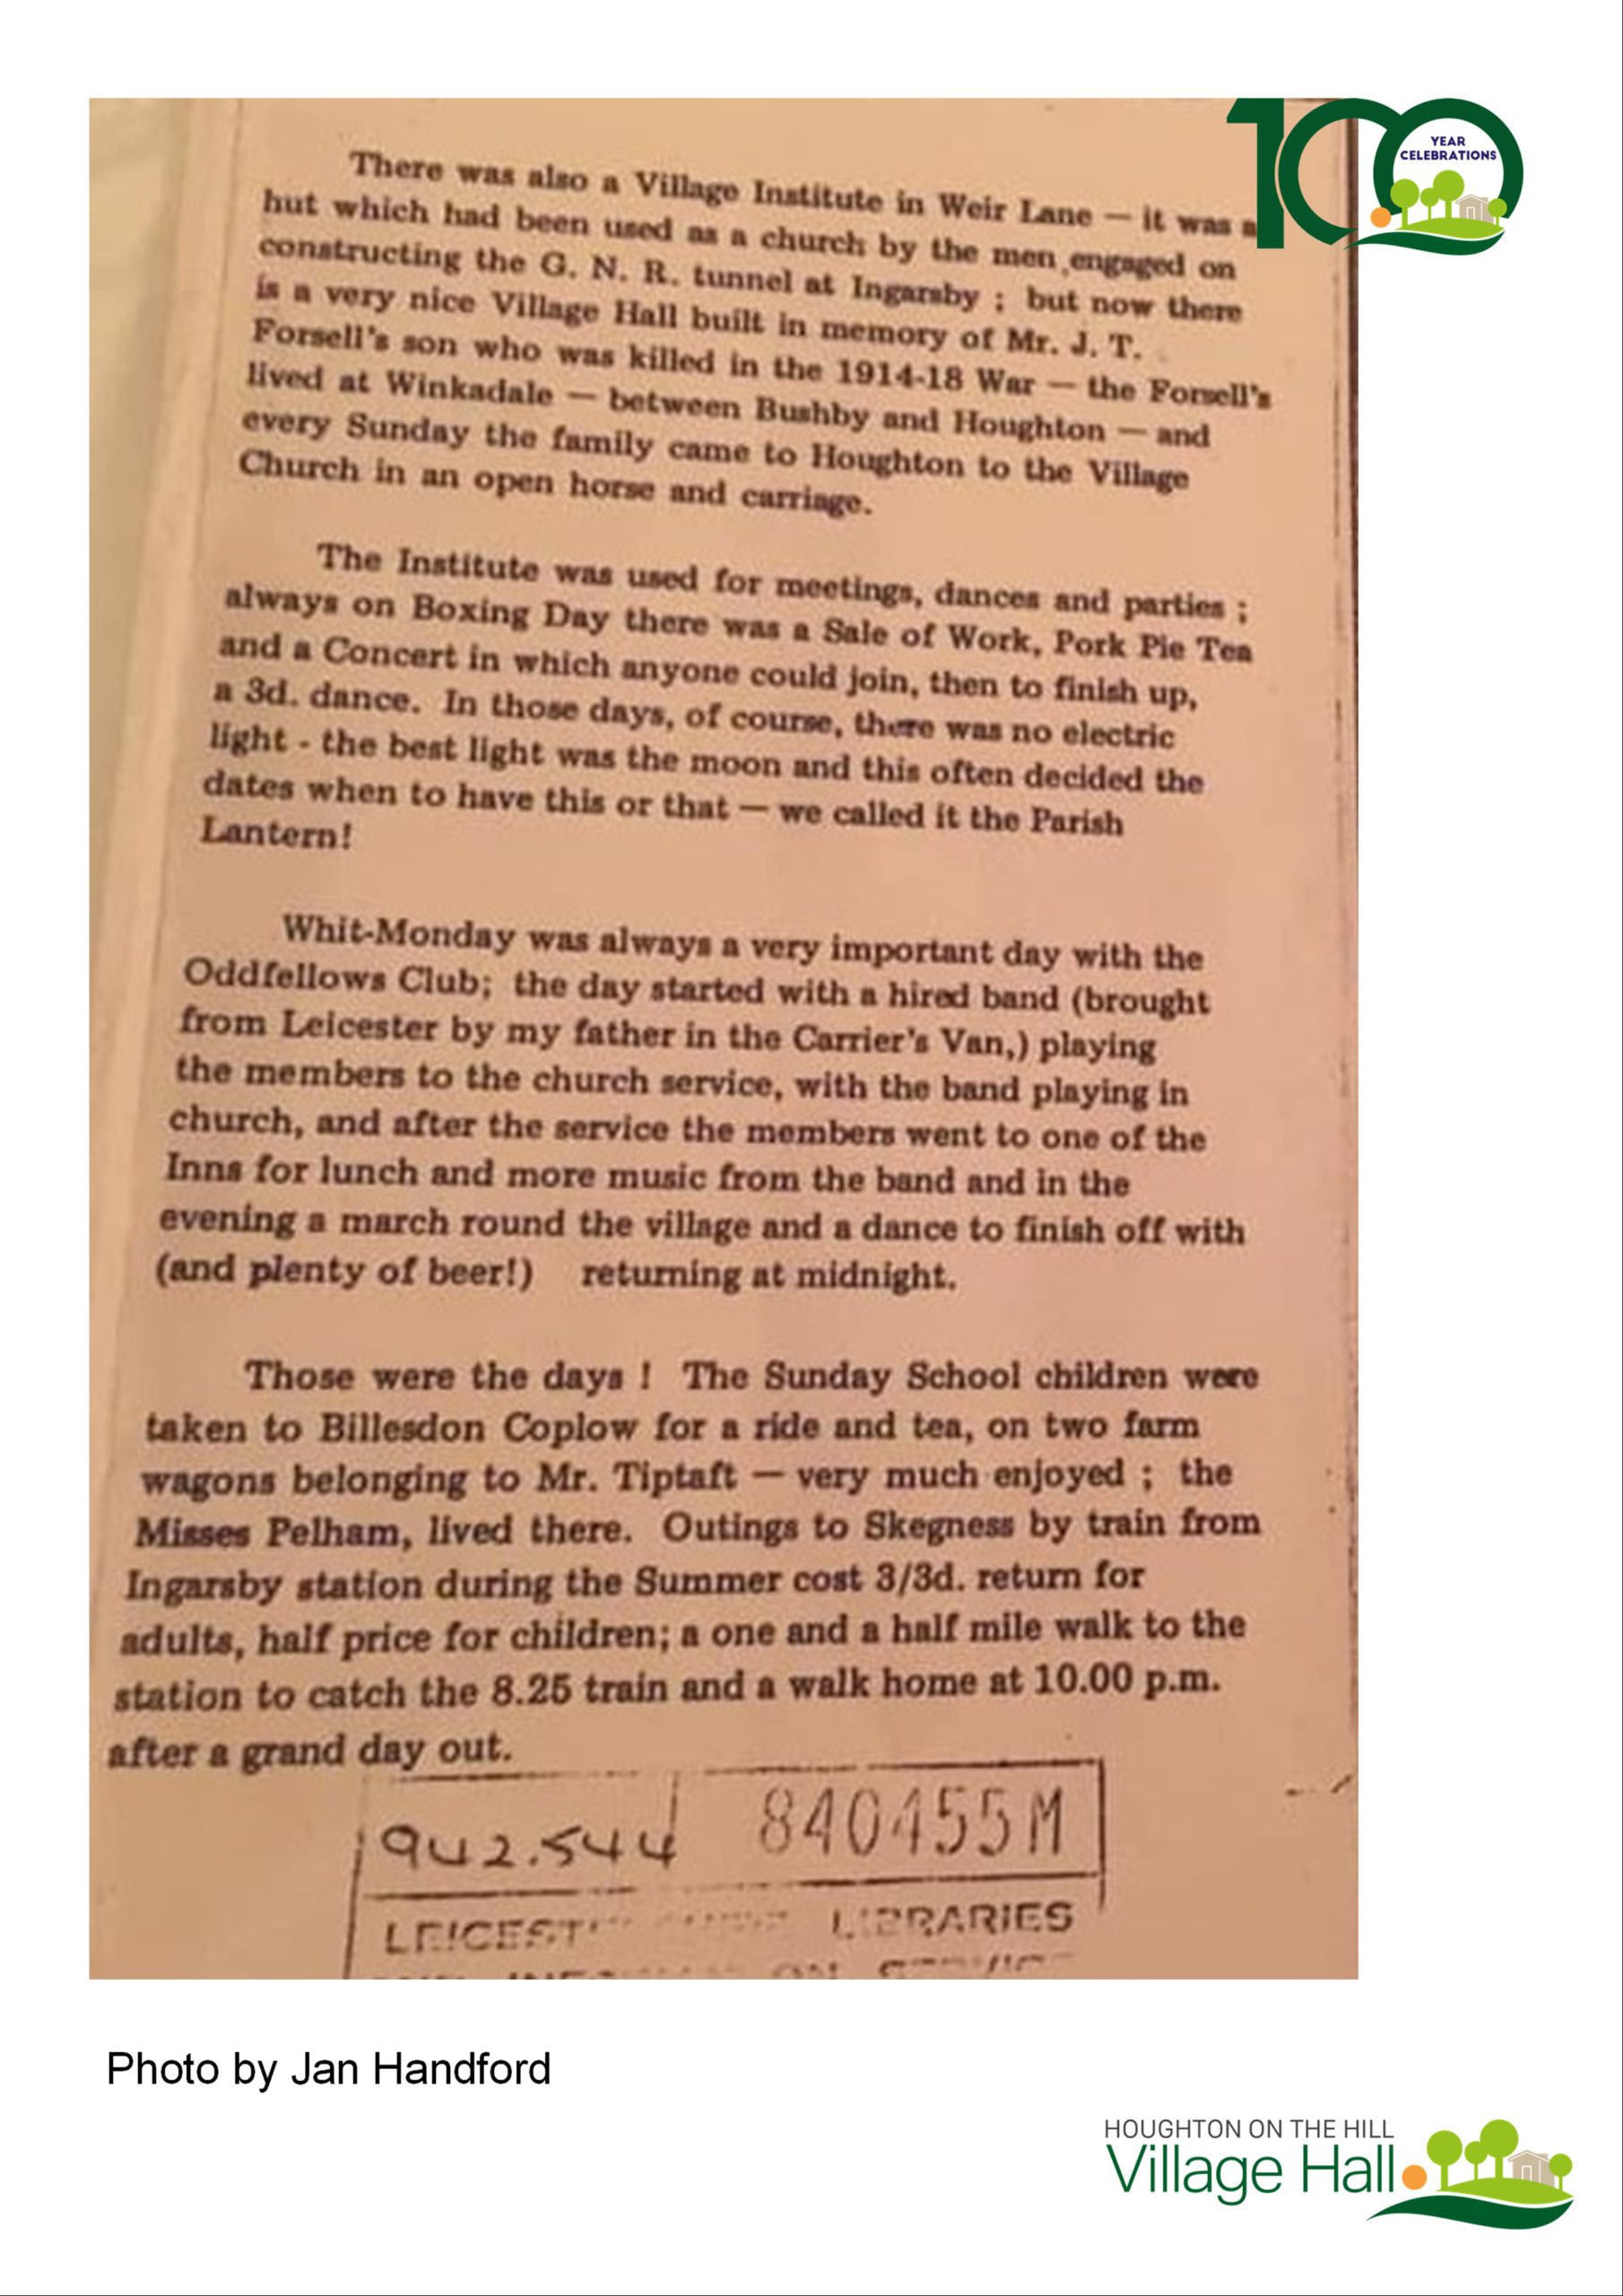 100
YEAR
CELEBRATIONS
There was also a Village Institute in Weir Lane — it was a
hut which had been used as a church by the men engaged on
constructing the G. N. R. tunnel at Ingarsby ; but now there
is a very nice Village Hall built in memory of Mr. J. T.
Forsell's son who was killed in the 1914-18 War — the Forsell's
lived at Winkadale — between Bushby and Houghton — and
every Sunday the family came to Houghton to the Village
Church in an open horse and carriage.
The Institute was used for meetings, dances and parties ;
always on Boxing Day there was a Sale of Work, Pork Pie Tea
and a Concert in which anyone could join, then to finish up,
a 3d. dance. In those days, of course, there was no electric
light - the best light was the moon and this often decided the
dates when to have this or that — we called it the Parish
Lantern!
Whit-Monday was always a very important day with the
Oddfellows Club; the day started with a hired band (brought
from Leicester by my father in the Carrier's Van,) playing
the members to the church service, with the band playing in
church, and after the service the members went to one of the
Inns for lunch and more music from the band and in the
evening a march round the village and a dance to finish off with
(and plenty of beer!) returning at midnight.
Those were the days ! The Sunday School children were
taken to Billesdon Coplow for a ride and tea, on two farm
wagons belonging to Mr. Tiptaft — very much enjoyed ; the
Misses Pelham, lived there. Outings to Skegness by train from
Ingarsby station during the Summer cost 3/3d. return for
adults, half price for children; a one and a half mile walk to the
station to catch the 8.25 train and a walk home at 10.00 p.m.
after a grand day out.
942.544 840455M
LIBRARIES
Photo by Jan Handford
HOUGHTON ON THE HILL
Village Hall